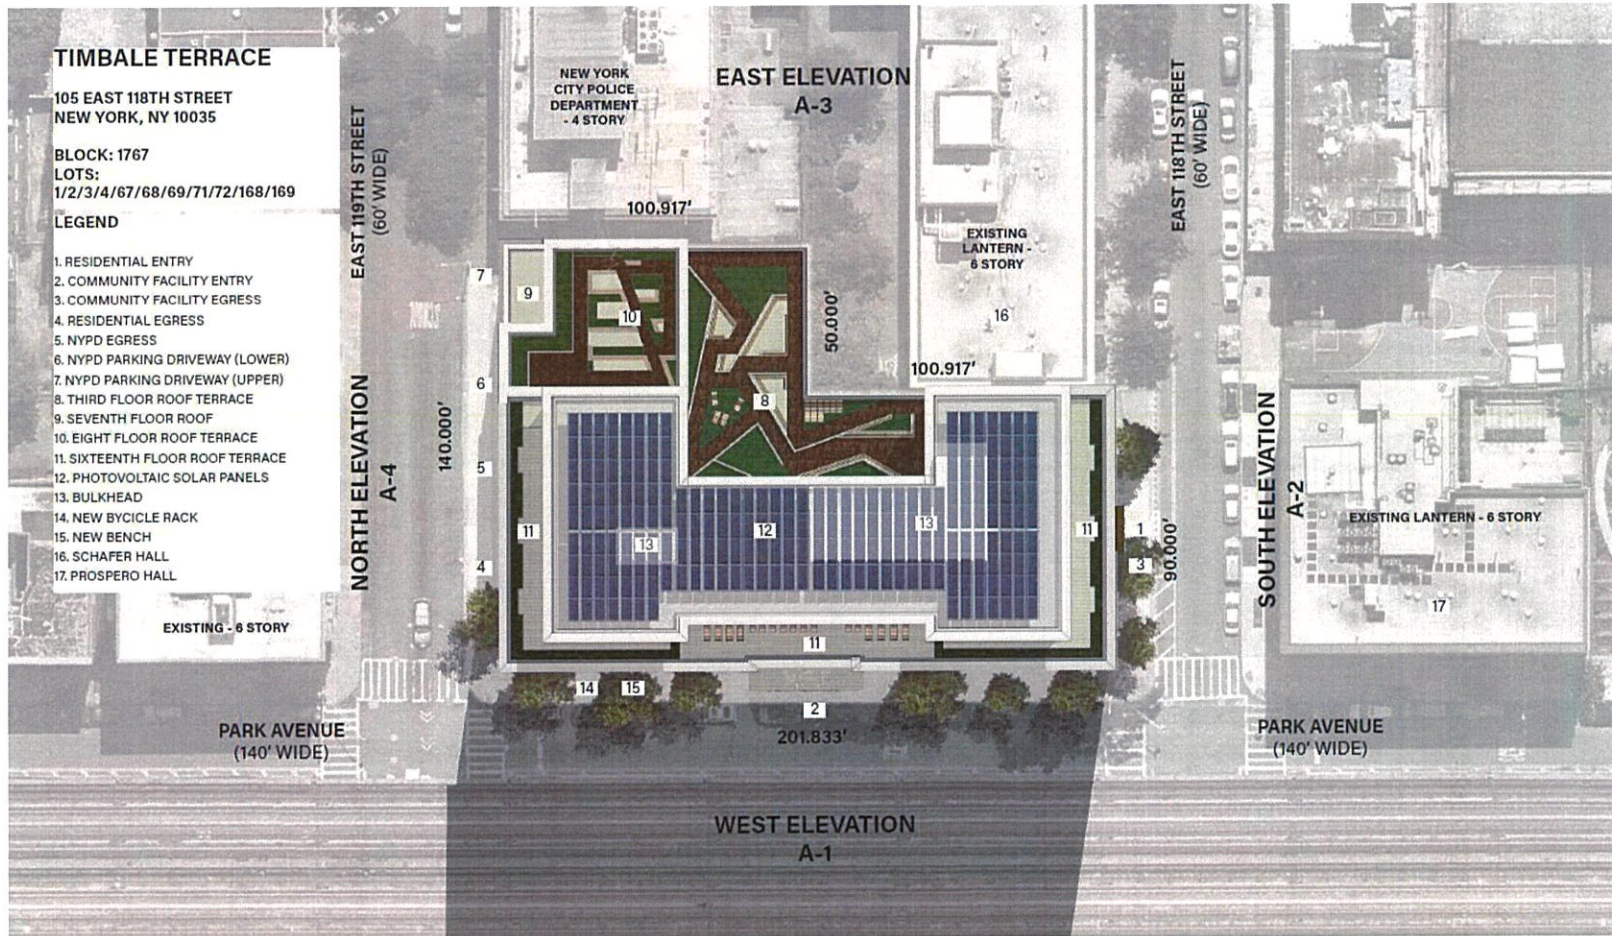 TIMBALE TERRACE
105 EAST 118TH STREET
NEW YORK, NY 10035
BLOCK: 1767
LOTS:
1/2/3/4/67/68/69/71/72/168/169
LEGEND
1. RESIDENTIAL ENTRY
2. COMMUNITY FACILITY ENTRY
3. COMMUNITY FACILITY EGRESS
4. RESIDENTIAL EGRESS
5. NYPD EGRESS
6. NYPD PARKING DRIVEWAY (LOWER)
7. NYPD PARKING DRIVEWAY (UPPER)
8. THIRD FLOOR ROOF TERRACE
9. SEVENTH FLOOR ROOF
10. EIGHT FLOOR ROOF TERRACE
11. SIXTEENTH FLOOR ROOF TERRACE
12. PHOTOVOLTAIC SOLAR PANELS
13. BULKHEAD
14. NEW BYCICLE RACK
15. NEW BENCH
16. SCHAFER HALL
17. PROSPERO HALL
EXISTING - 6 STORY
EAST 119TH STREET
(60' WIDE)
NORTH ELEVATION
A-4
NEW YORK
CITY POLICE
DEPARTMENT
- 4 STORY
EAST ELEVATION
A-3
100.917'
EXISTING
LANTERN -
6 STORY
16
50.000'
100.917'
EAST 118TH STREET
(60' WIDE)
SOUTH ELEVATION
A-2
EXISTING LANTERN - 6 STORY
17
7
9
10
6
8
140.000'
5
11
13
12
13
11
1
3
90.000'
4
11
14
15
2
201.833'
PARK AVENUE
(140' WIDE)
PARK AVENUE
(140' WIDE)
WEST ELEVATION
A-1